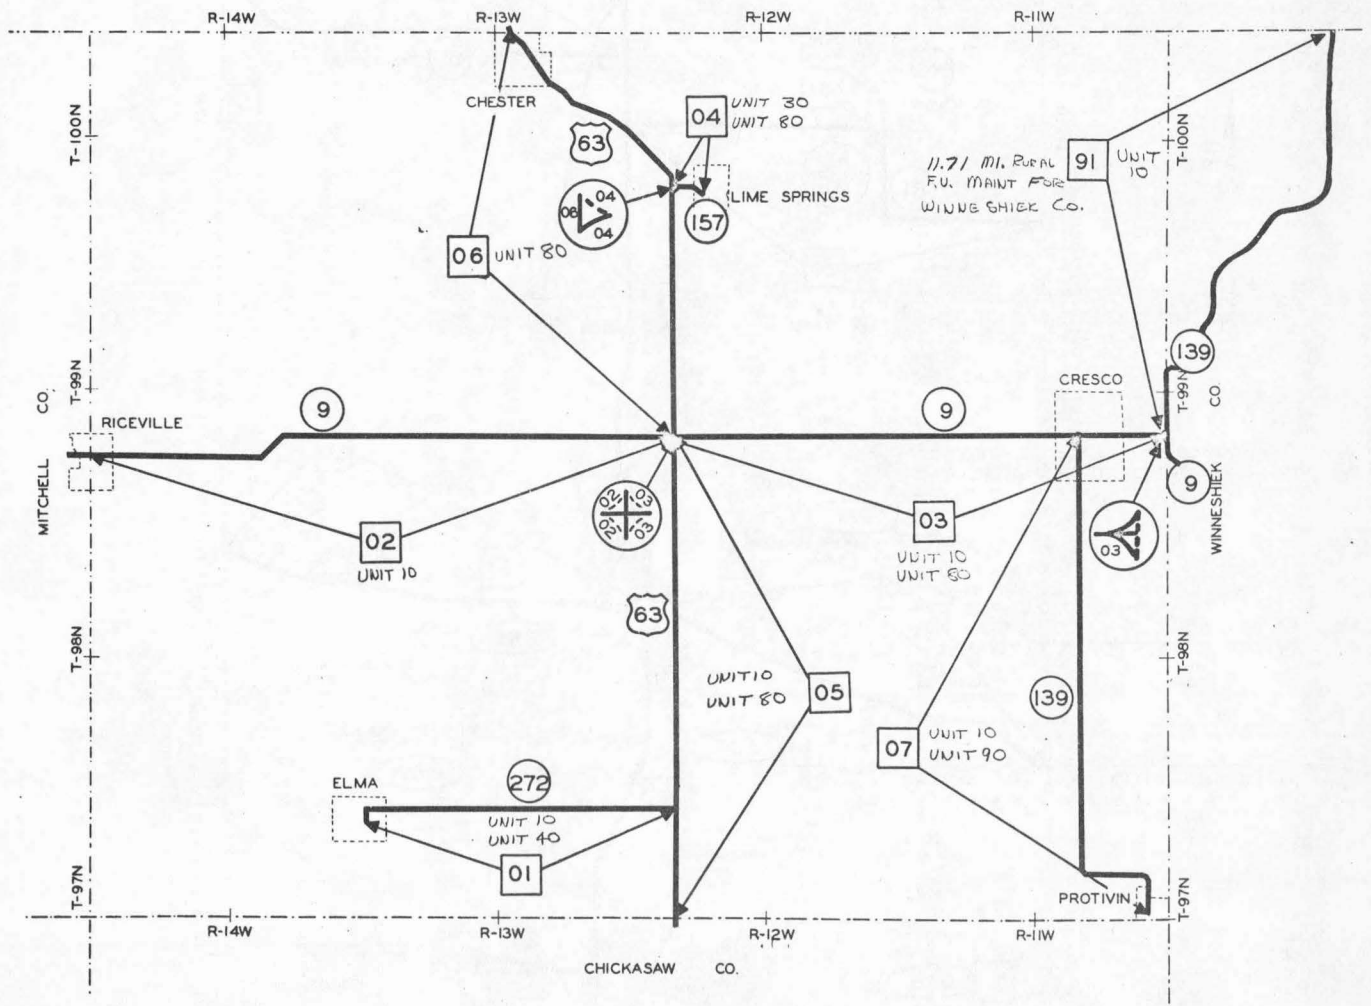 R-14W
R-13W
R-12W
R-11W
T-100N
CHESTER
63
04
UNIT 30
UNIT 80
91
UNIT
10
T-100N
11.71 MI. RURAL
F.U. MAINT FOR
WINNESHIEK CO.
LIME SPRINGS
157
06
04
04
06
UNIT 80
139
T-99N
CO.
MITCHELL
RICEVILLE
9
9
CRESCO
T-99N
CO.
WINNESHIEK
9
02
03
02
03
02
UNIT 10
03
UNIT 10
UNIT 80
03
63
T-98N
T-98N
UNIT 10
UNIT 80
05
139
07
UNIT 10
UNIT 90
ELMA
272
UNIT 10
UNIT 40
01
T-97N
PROTIVIN
T-97N
R-14W
R-13W
R-12W
R-11W
CHICKASAW CO.